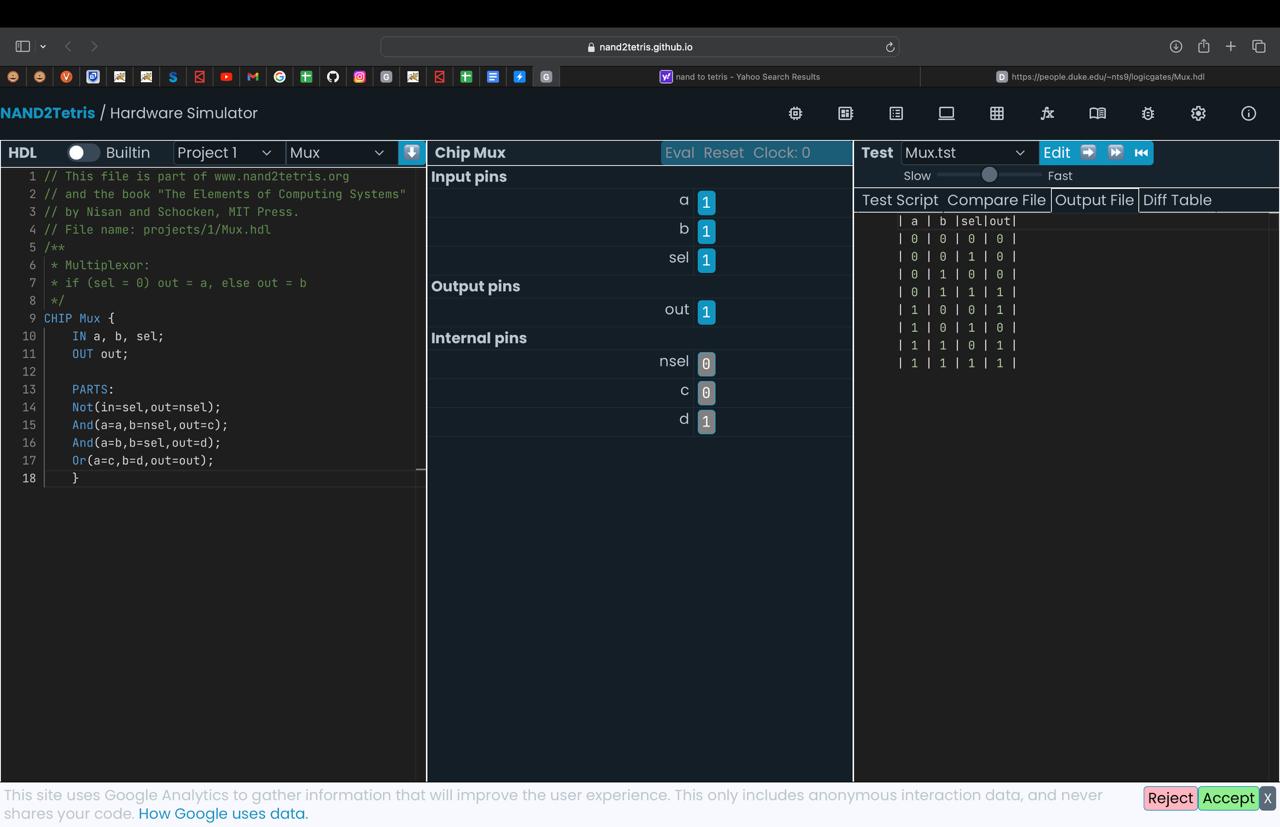 nand2tetris.github.io
nand to tetris - Yahoo Search Results
https://people.duke.edu/~nts9/logicgates/Mux.hdl
NAND2Tetris / Hardware Simulator
HDL Builtin Project 1 Mux
1 // This file is part of www.nand2tetris.org
2 // and the book "The Elements of Computing Systems"
3 // by Nisan and Schocken, MIT Press.
4 // File name: projects/1/Mux.hdl
5 /**
6 * Multiplexor:
7 * if (sel = 0) out = a, else out = b
8 */
9 CHIP Mux {
10 IN a, b, sel;
11 OUT out;
12
13 PARTS:
14 Not(in=sel,out=nsel);
15 And(a=a,b=nsel,out=c);
16 And(a=b,b=sel,out=d);
17 Or(a=c,b=d,out=out);
18 }
Chip Mux Eval Reset Clock: 0
Input pins
a 1
b 1
sel 1
Output pins
out 1
Internal pins
nsel 0
c 0
d 1
Test Mux.tst Edit
Slow Fast
Test Script Compare File Output File Diff Table
| a | b |sel|out|
| 0 | 0 | 0 | 0 |
| 0 | 0 | 1 | 0 |
| 0 | 1 | 0 | 0 |
| 0 | 1 | 1 | 1 |
| 1 | 0 | 0 | 1 |
| 1 | 0 | 1 | 0 |
| 1 | 1 | 0 | 1 |
| 1 | 1 | 1 | 1 |
This site uses Google Analytics to gather information that will improve the user experience. This only includes anonymous interaction data, and never
shares your code. How Google uses data.
Reject Accept X